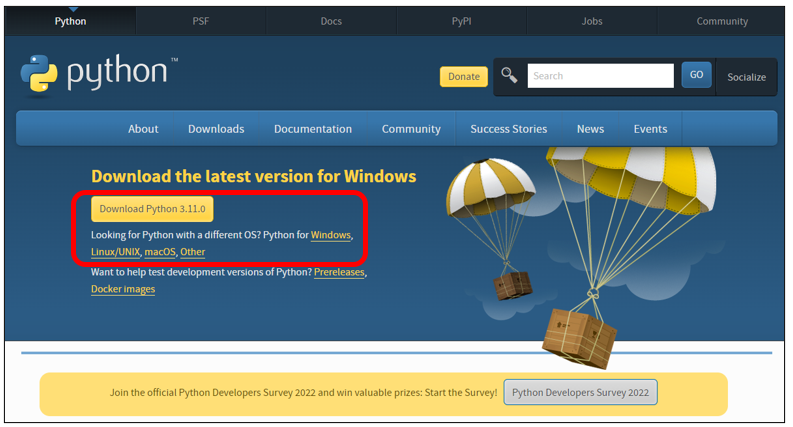 Python PSF Docs PyPI Jobs Community
python™ Donate Search GO Socialize
About Downloads Documentation Community Success Stories News Events
Download the latest version for Windows
Download Python 3.11.0
Looking for Python with a different OS? Python for Windows,
Linux/UNIX, macOS, Other
Want to help test development versions of Python? Prereleases,
Docker images
Join the official Python Developers Survey 2022 and win valuable prizes: Start the Survey! Python Developers Survey 2022